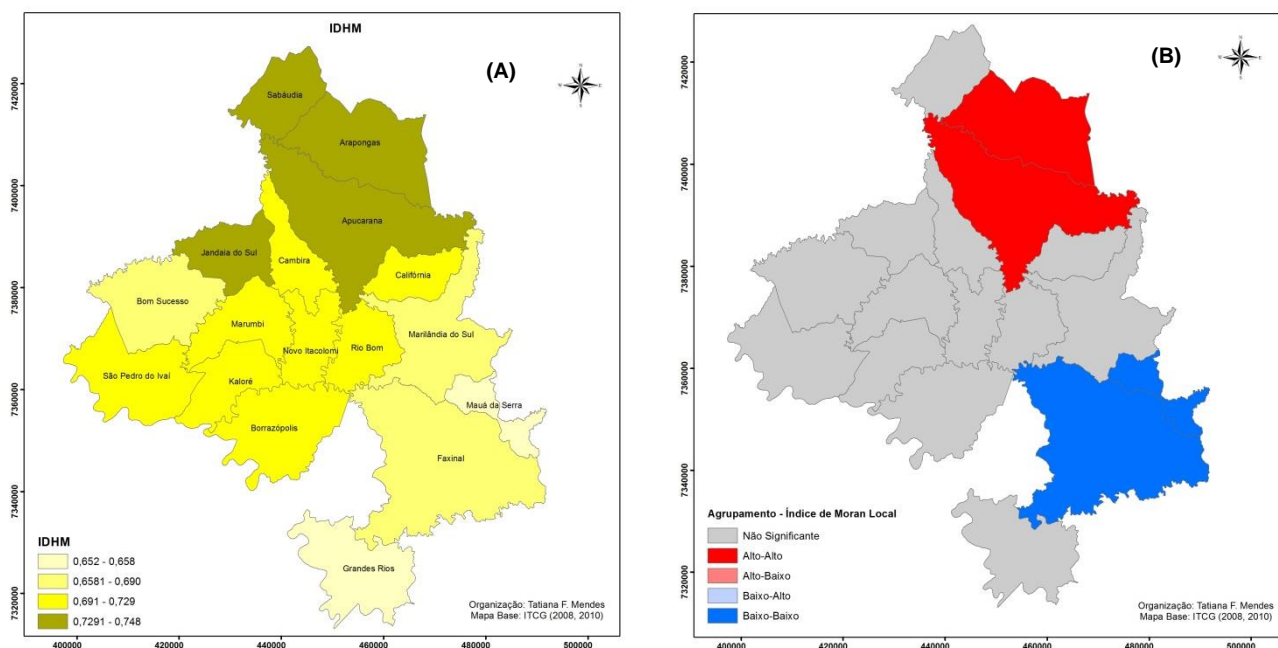 IDHM
(A)
Sabáudia
Arapongas
Apucarana
Jandaia do Sul
Cambira
Califórnia
Bom Sucesso
Marumbi
Marilândia do Sul
Novo Itacolomi
Rio Bom
São Pedro do Ivaí
Kaloré
Mauá da Serra
Borrazópolis
Faxinal
Grandes Rios
IDHM
0,652 - 0,658
0,6581 - 0,690
0,691 - 0,729
0,7291 - 0,748
Organização: Tatiana F. Mendes
Mapa Base: ITCG (2008, 2010)
7420000
7400000
7380000
7360000
7340000
7320000
400000 420000 440000 460000 480000 500000
(B)
Agrupamento - Índice de Moran Local
Não Significante
Alto-Alto
Alto-Baixo
Baixo-Alto
Baixo-Baixo
Organização: Tatiana F. Mendes
Mapa Base: ITCG (2008, 2010)
7420000
7400000
7380000
7360000
7340000
7320000
400000 420000 440000 460000 480000 500000